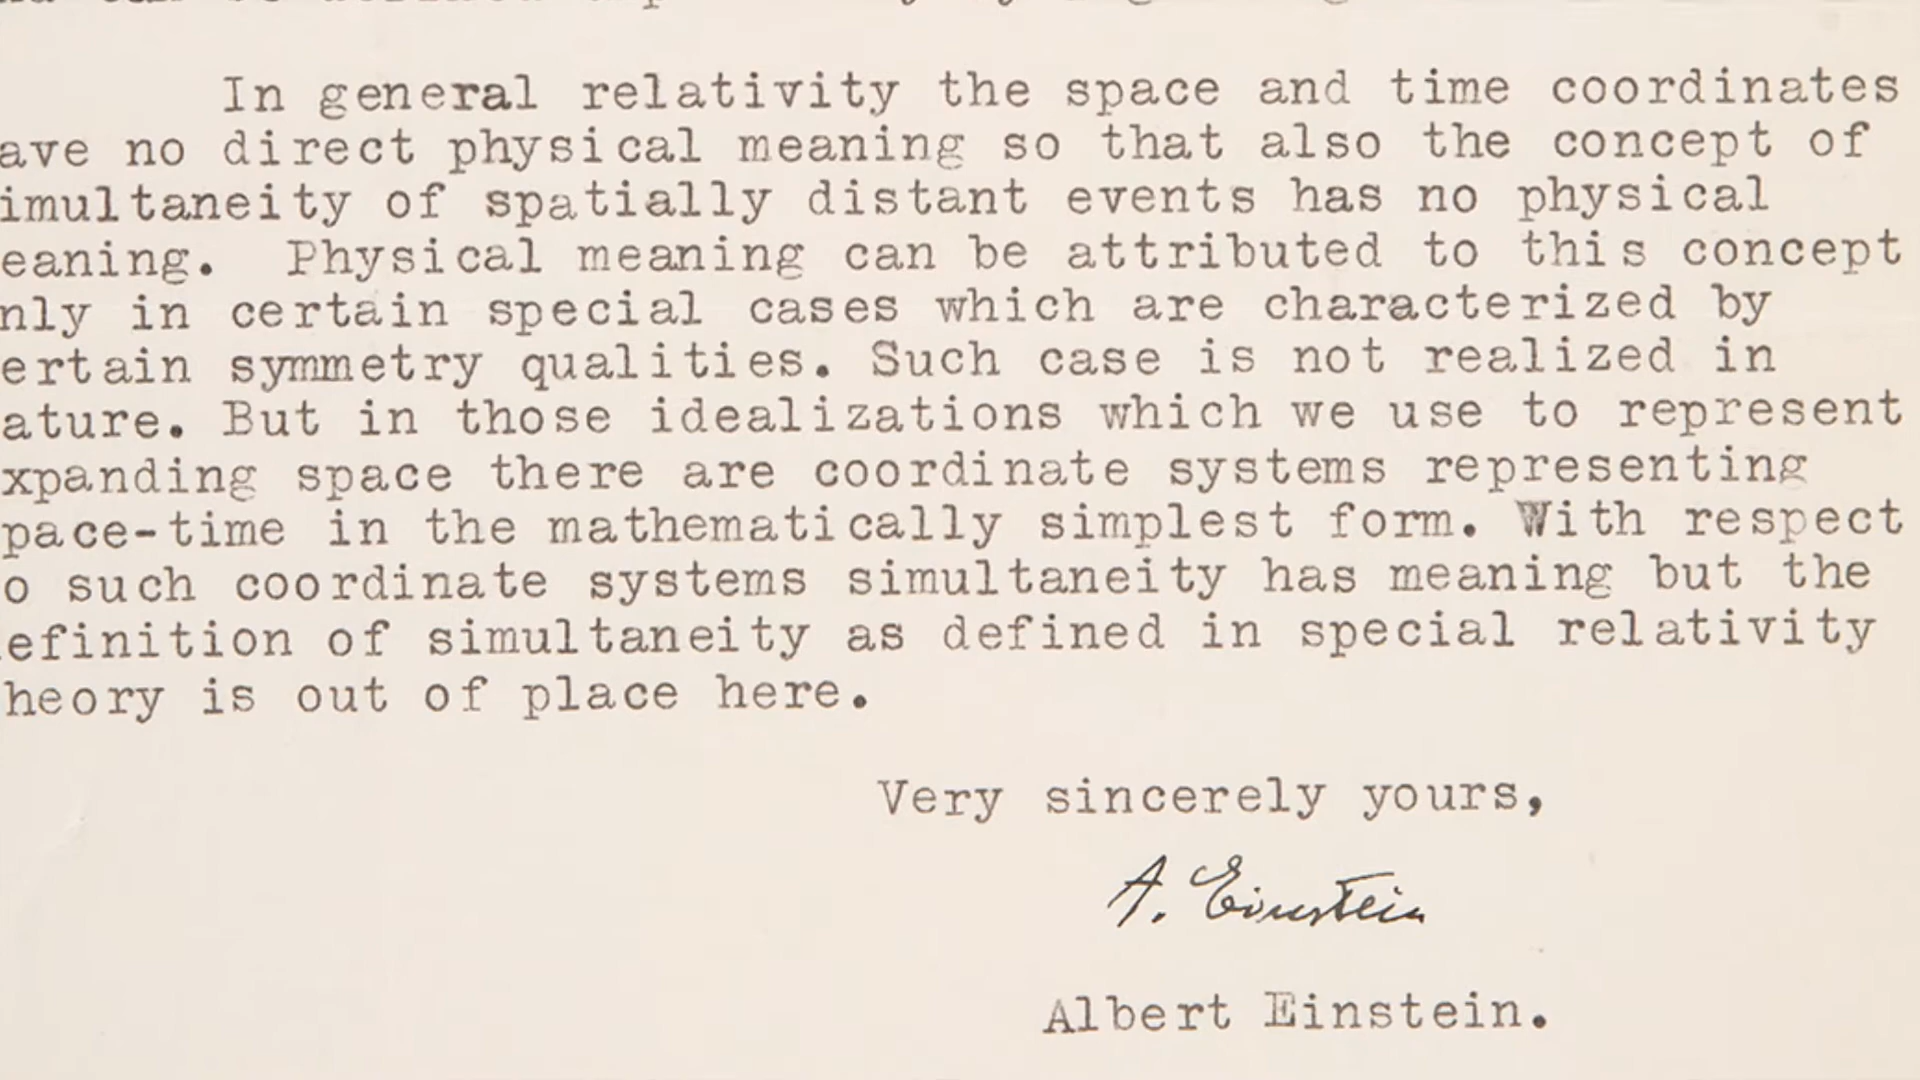 In general relativity the space and time coordinates
ave no direct physical meaning so that also the concept of
imultaneity of spatially distant events has no physical
eaning. Physical meaning can be attributed to this concept
nly in certain special cases which are characterized by
ertain symmetry qualities. Such case is not realized in
ature. But in those idealizations which we use to represent
xpanding space there are coordinate systems representing
pace-time in the mathematically simplest form. With respect
o such coordinate systems simultaneity has meaning but the
efinition of simultaneity as defined in special relativity
heory is out of place here.
Very sincerely yours,
A. Einstein
Albert Einstein.